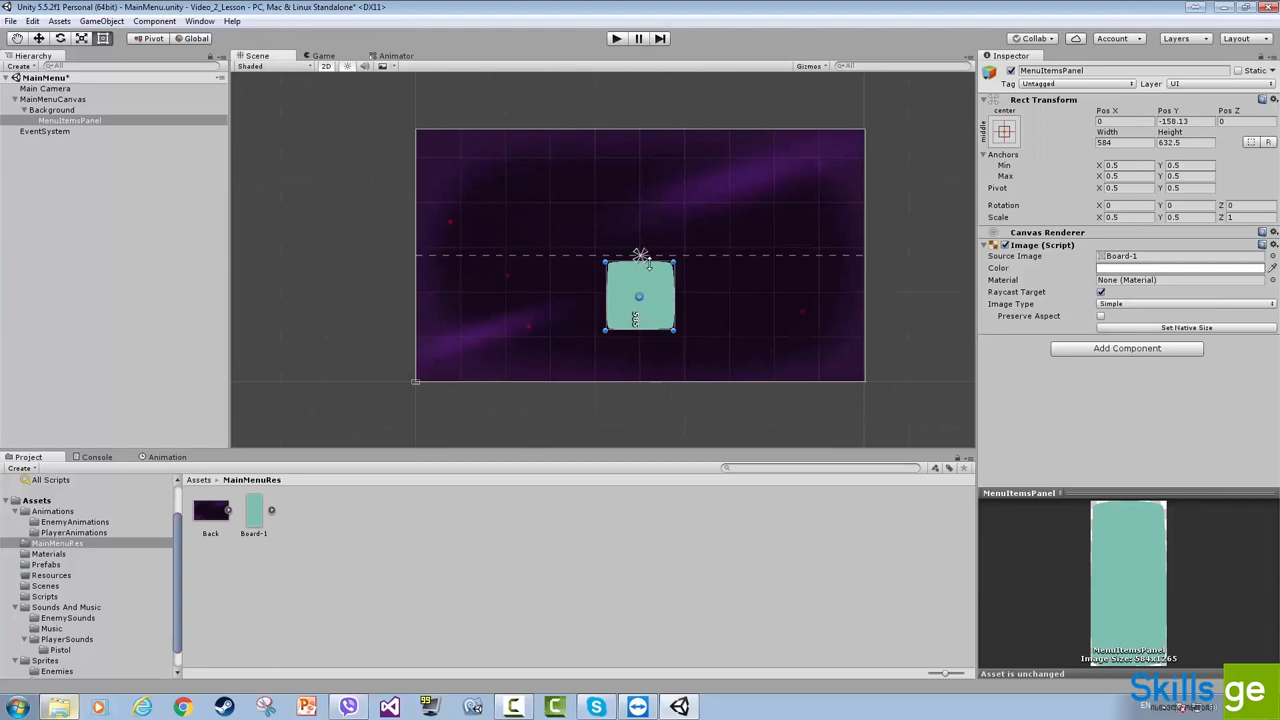 Unity 5.5.2f1 Personal (64bit) - MainMenu.unity - Video_2_Lesson - PC, Mac & Linux Standalone* <DX11>
File Edit Assets GameObject Component Window Help
Pivot Global Collab Account Layers Layout
Hierarchy Scene Game Animator Inspector
Create All Shaded 2D Gizmos All
MainMenu*
Main Camera
MainMenuCanvas
Background
MenuItemsPanel
EventSystem
MenuItemsPanel Static
Tag Untagged Layer UI
Rect Transform
center Pos X Pos Y Pos Z
middle 0 -158.13 0
Width Height
584 632.5 R
Anchors
Min X 0.5 Y 0.5
Max X 0.5 Y 0.5
Pivot X 0.5 Y 0.5
Rotation X 0 Y 0 Z 0
Scale X 0.5 Y 0.5 Z 1
Canvas Renderer
Image (Script)
Source Image Board-1
Color
Material None (Material)
Raycast Target
Image Type Simple
Preserve Aspect
Set Native Size
Add Component
Project Console Animation
Create
All Scripts
Assets
Animations
EnemyAnimations
PlayerAnimations
MainMenuRes
Materials
Prefabs
Resources
Scenes
Scripts
Sounds And Music
EnemySounds
Music
PlayerSounds
Pistol
Sprites
Enemies
Assets MainMenuRes
Back Board-1
MenuItemsPanel
MenuItemsPanel
Image Size: 584x1265
Asset is unchanged
Skills ge
99